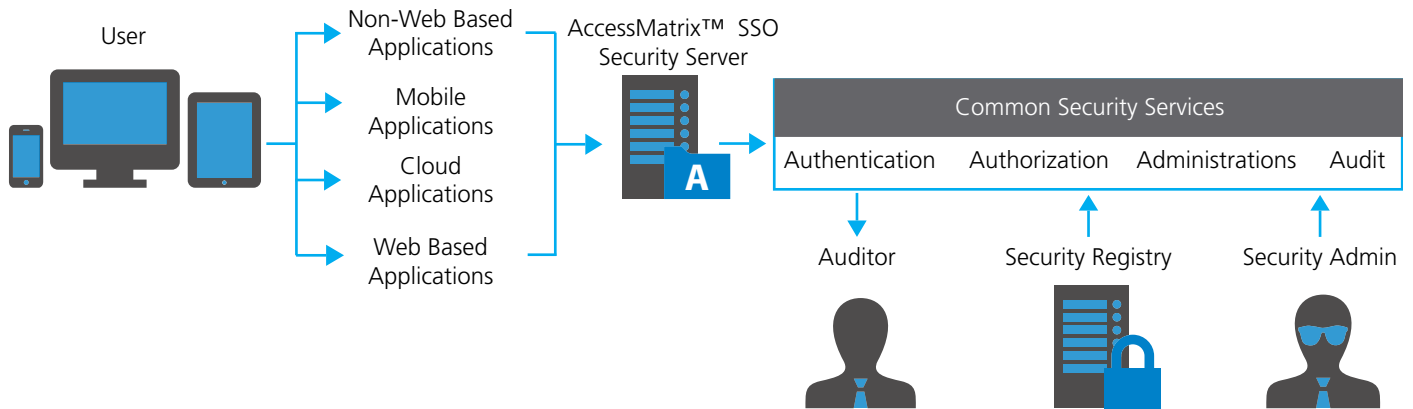 User
Non-Web Based
Applications
Mobile
Applications
Cloud
Applications
Web Based
Applications
AccessMatrix™ SSO
Security Server
A
Common Security Services
Authentication Authorization Administrations Audit
Auditor
Security Registry
Security Admin